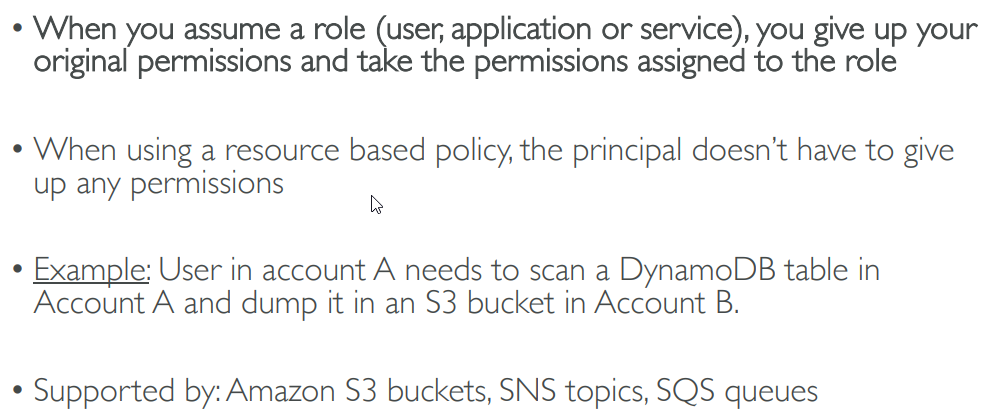 • When you assume a role (user, application or service), you give up your
original permissions and take the permissions assigned to the role
• When using a resource based policy, the principal doesn't have to give
up any permissions
• Example: User in account A needs to scan a DynamoDB table in
Account A and dump it in an S3 bucket in Account B.
• Supported by: Amazon S3 buckets, SNS topics, SQS queues